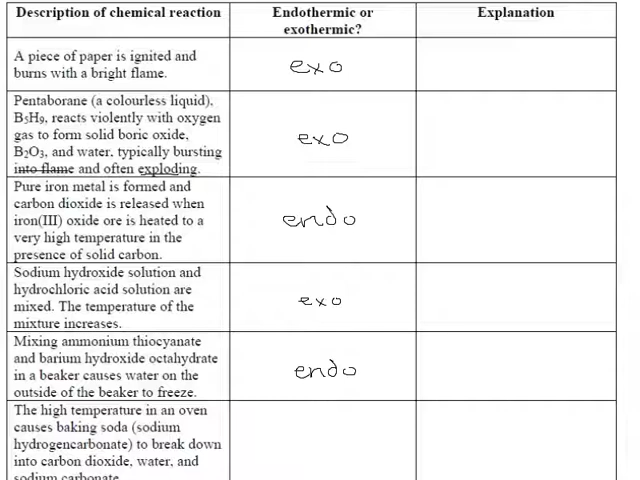 Description of chemical reaction
Endothermic or
exothermic?
Explanation
A piece of paper is ignited and
burns with a bright flame.
exo
Pentaborane (a colourless liquid),
B₅H₉, reacts violently with oxygen
gas to form solid boric oxide,
B₂O₃, and water, typically bursting
into flame and often exploding.
exo
Pure iron metal is formed and
carbon dioxide is released when
iron(III) oxide ore is heated to a
very high temperature in the
presence of solid carbon.
endo
Sodium hydroxide solution and
hydrochloric acid solution are
mixed. The temperature of the
mixture increases.
exo
Mixing ammonium thiocyanate
and barium hydroxide octahydrate
in a beaker causes water on the
outside of the beaker to freeze.
endo
The high temperature in an oven
causes baking soda (sodium
hydrogencarbonate) to break down
into carbon dioxide, water, and
sodium carbonate.